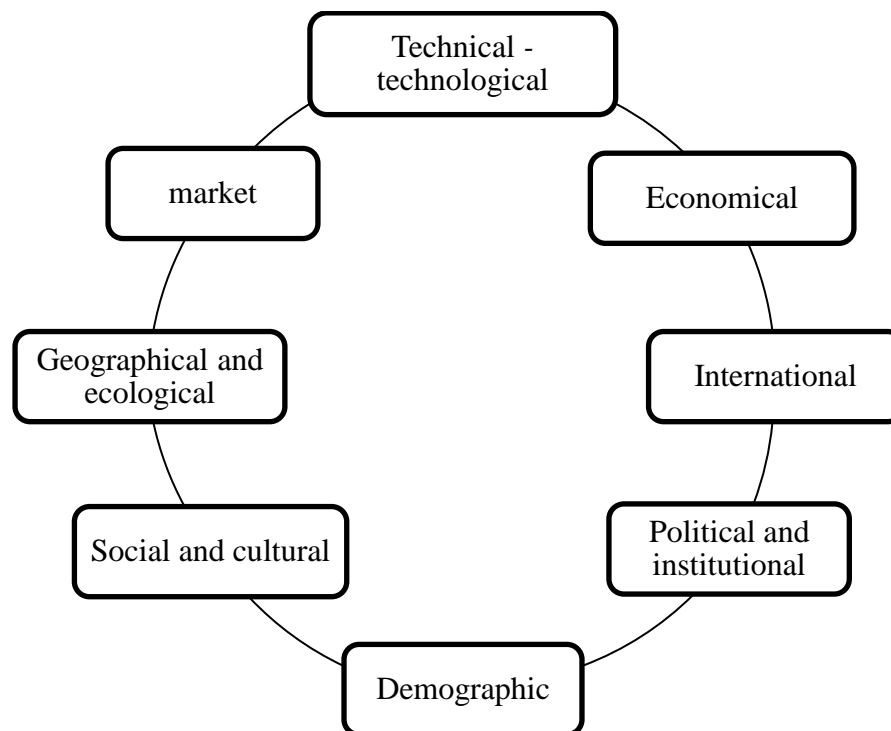 Technical -
technological
market
Economical
Geographical and
ecological
International
Social and cultural
Political and
institutional
Demographic